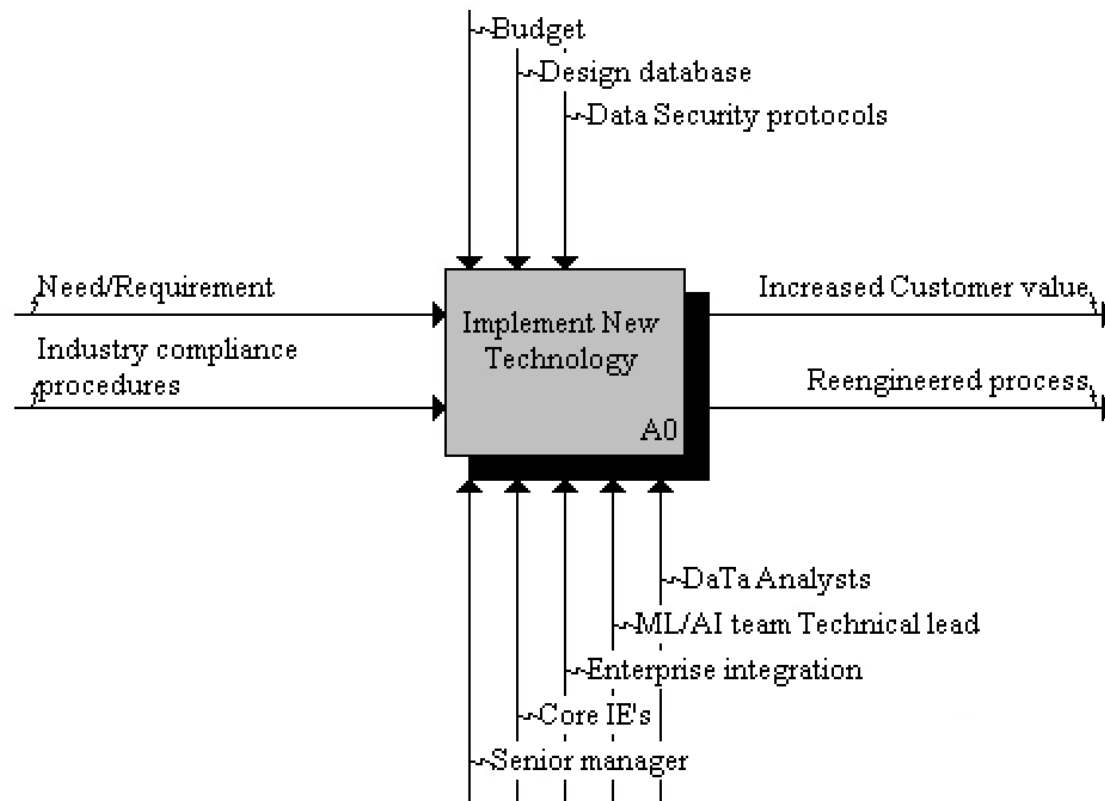 Budget
Design database
Data Security protocols
Need/Requirement
Increased Customer value
Implement New
Technology
Industry compliance
procedures
Reengineered process
A0
DaTa Analysts
ML/AI team Technical lead
Enterprise integration
Core IE's
Senior manager